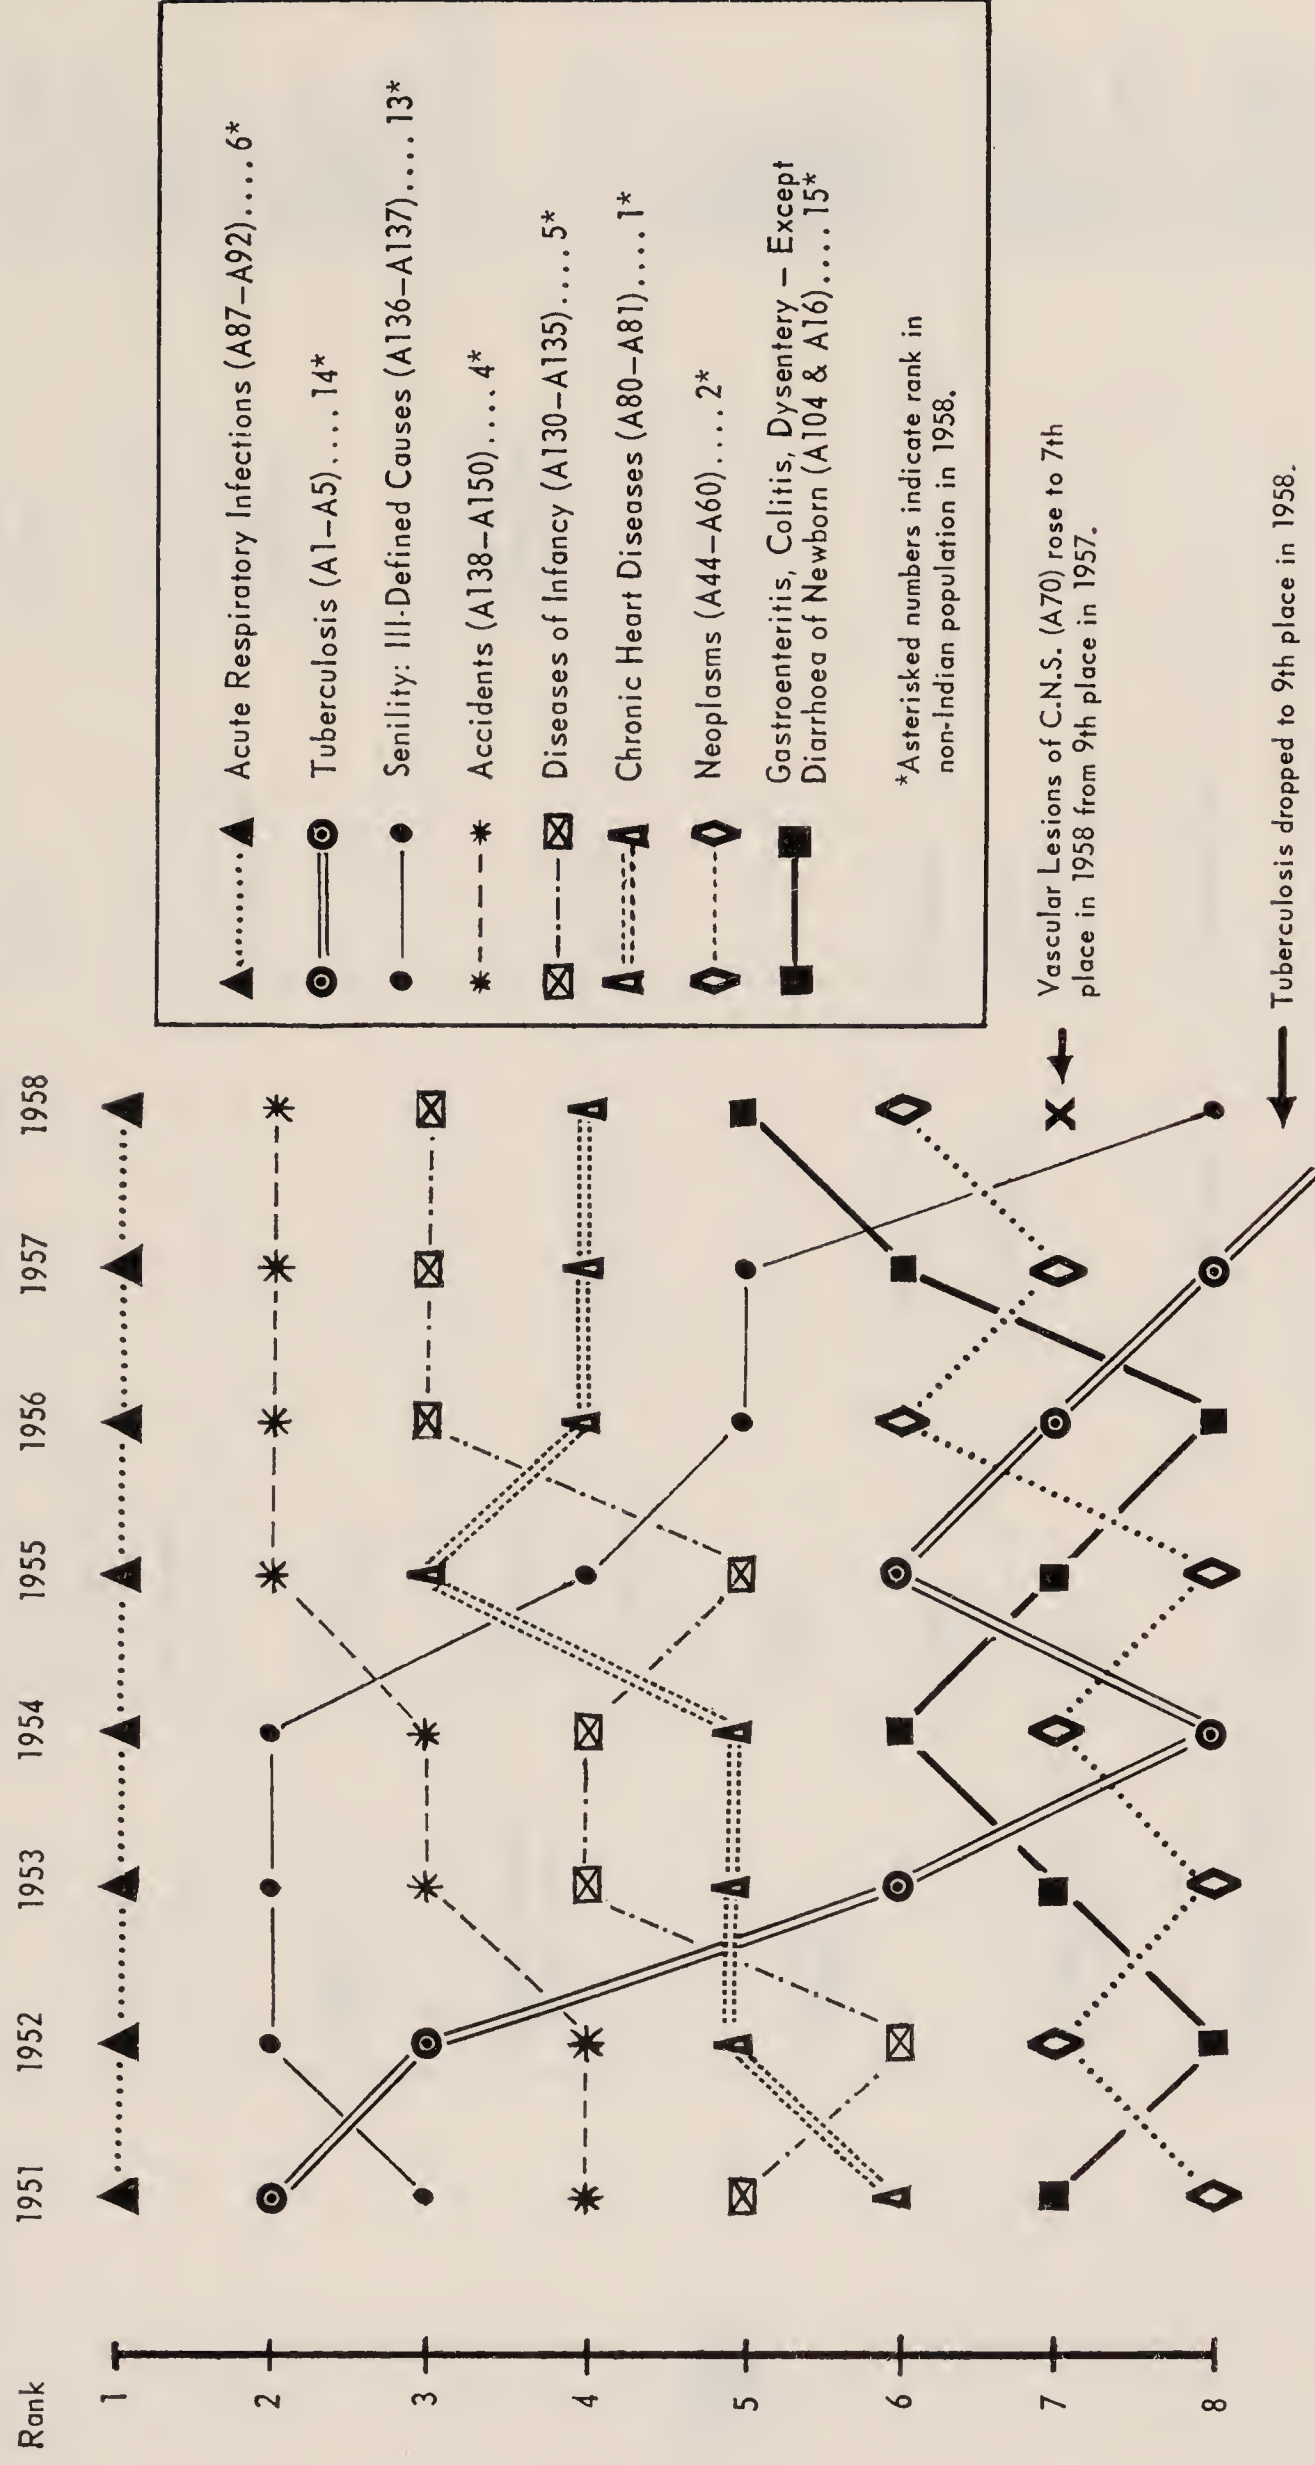 Rank
1951 1952 1953 1954 1955 1956 1957 1958
1
2
3
4
5
6
7
8
Acute Respiratory Infections (A87–A92).... 6*
Tuberculosis (A1–A5).... 14*
Senility: Ill-Defined Causes (A136–A137).... 13*
Accidents (A138–A150).... 4*
Diseases of Infancy (A130–A135).... 5*
Chronic Heart Diseases (A80–A81).... 1*
Neoplasms (A44–A60).... 2*
Gastroenteritis, Colitis, Dysentery – Except
Diarrhoea of Newborn (A104 & A16).... 15*
*Asterisked numbers indicate rank in
non-Indian population in 1958.
X
Vascular Lesions of C.N.S. (A70) rose to 7th
place in 1958 from 9th place in 1957.
Tuberculosis dropped to 9th place in 1958.